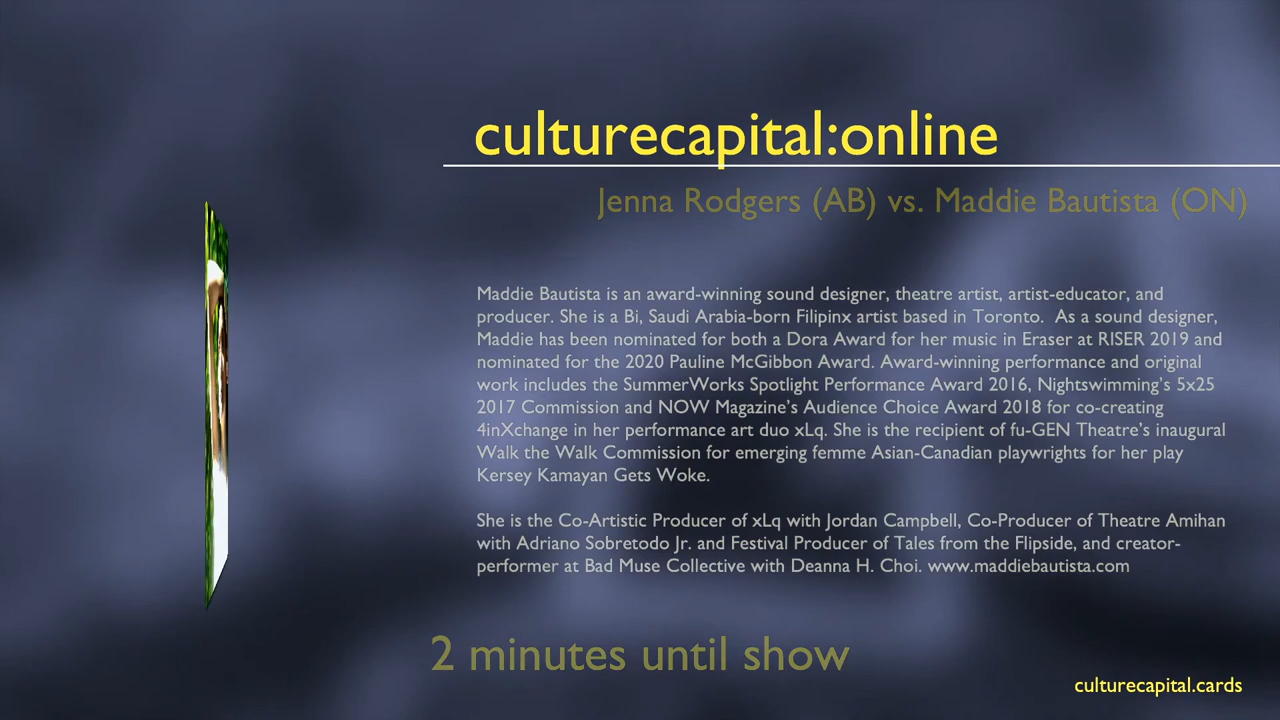 culturecapital:online
Jenna Rodgers (AB) vs. Maddie Bautista (ON)
Maddie Bautista is an award-winning sound designer, theatre artist, artist-educator, and
producer. She is a Bi, Saudi Arabia-born Filipinx artist based in Toronto.  As a sound designer,
Maddie has been nominated for both a Dora Award for her music in Eraser at RISER 2019 and
nominated for the 2020 Pauline McGibbon Award. Award-winning performance and original
work includes the SummerWorks Spotlight Performance Award 2016, Nightswimming's 5x25
2017 Commission and NOW Magazine's Audience Choice Award 2018 for co-creating
4inXchange in her performance art duo xLq. She is the recipient of fu-GEN Theatre's inaugural
Walk the Walk Commission for emerging femme Asian-Canadian playwrights for her play
Kersey Kamayan Gets Woke.
She is the Co-Artistic Producer of xLq with Jordan Campbell, Co-Producer of Theatre Amihan
with Adriano Sobretodo Jr. and Festival Producer of Tales from the Flipside, and creator-
performer at Bad Muse Collective with Deanna H. Choi. www.maddiebautista.com
2 minutes until show
culturecapital.cards